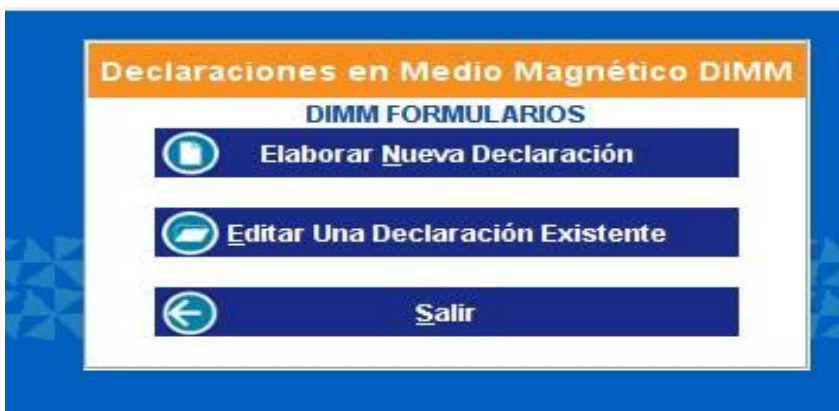 Declaraciones en Medio Magnético DIMM
DIMM FORMULARIOS
Elaborar Nueva Declaración
Editar Una Declaración Existente
Salir